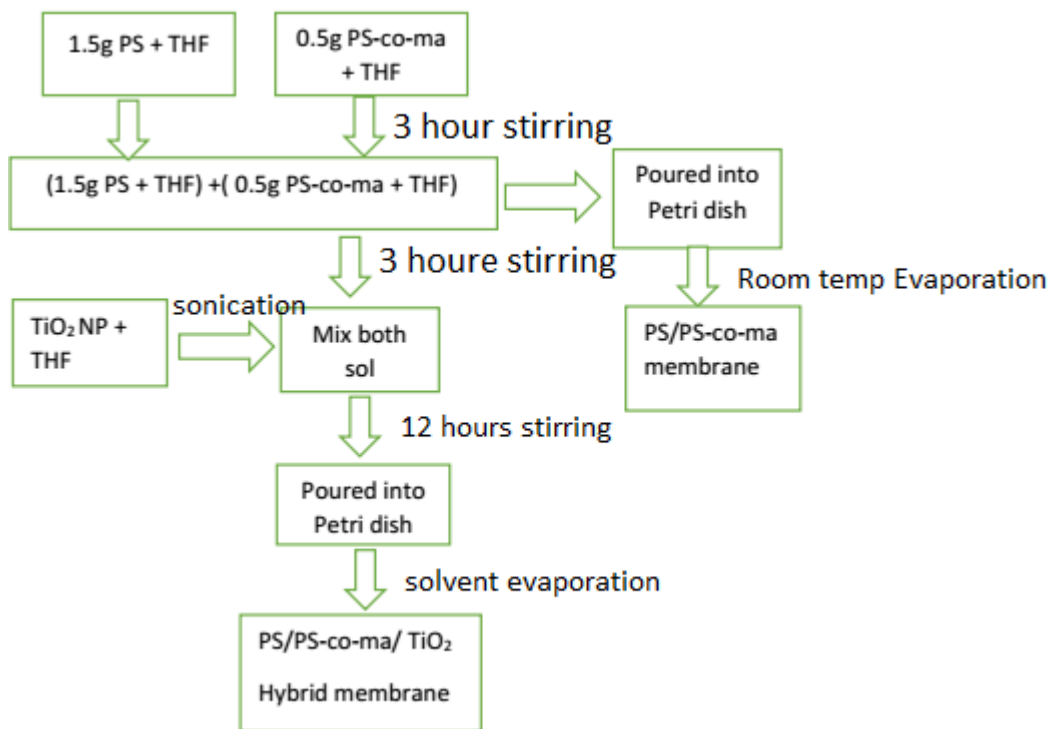 1.5g PS + THF
0.5g PS-co-ma
+ THF
3 hour stirring
(1.5g PS + THF) +( 0.5g PS-co-ma + THF)
Poured into
Petri dish
3 houre stirring
Room temp Evaporation
sonication
TiO₂ NP +
THF
Mix both
sol
PS/PS-co-ma
membrane
12 hours stirring
Poured into
Petri dish
solvent evaporation
PS/PS-co-ma/ TiO₂
Hybrid membrane